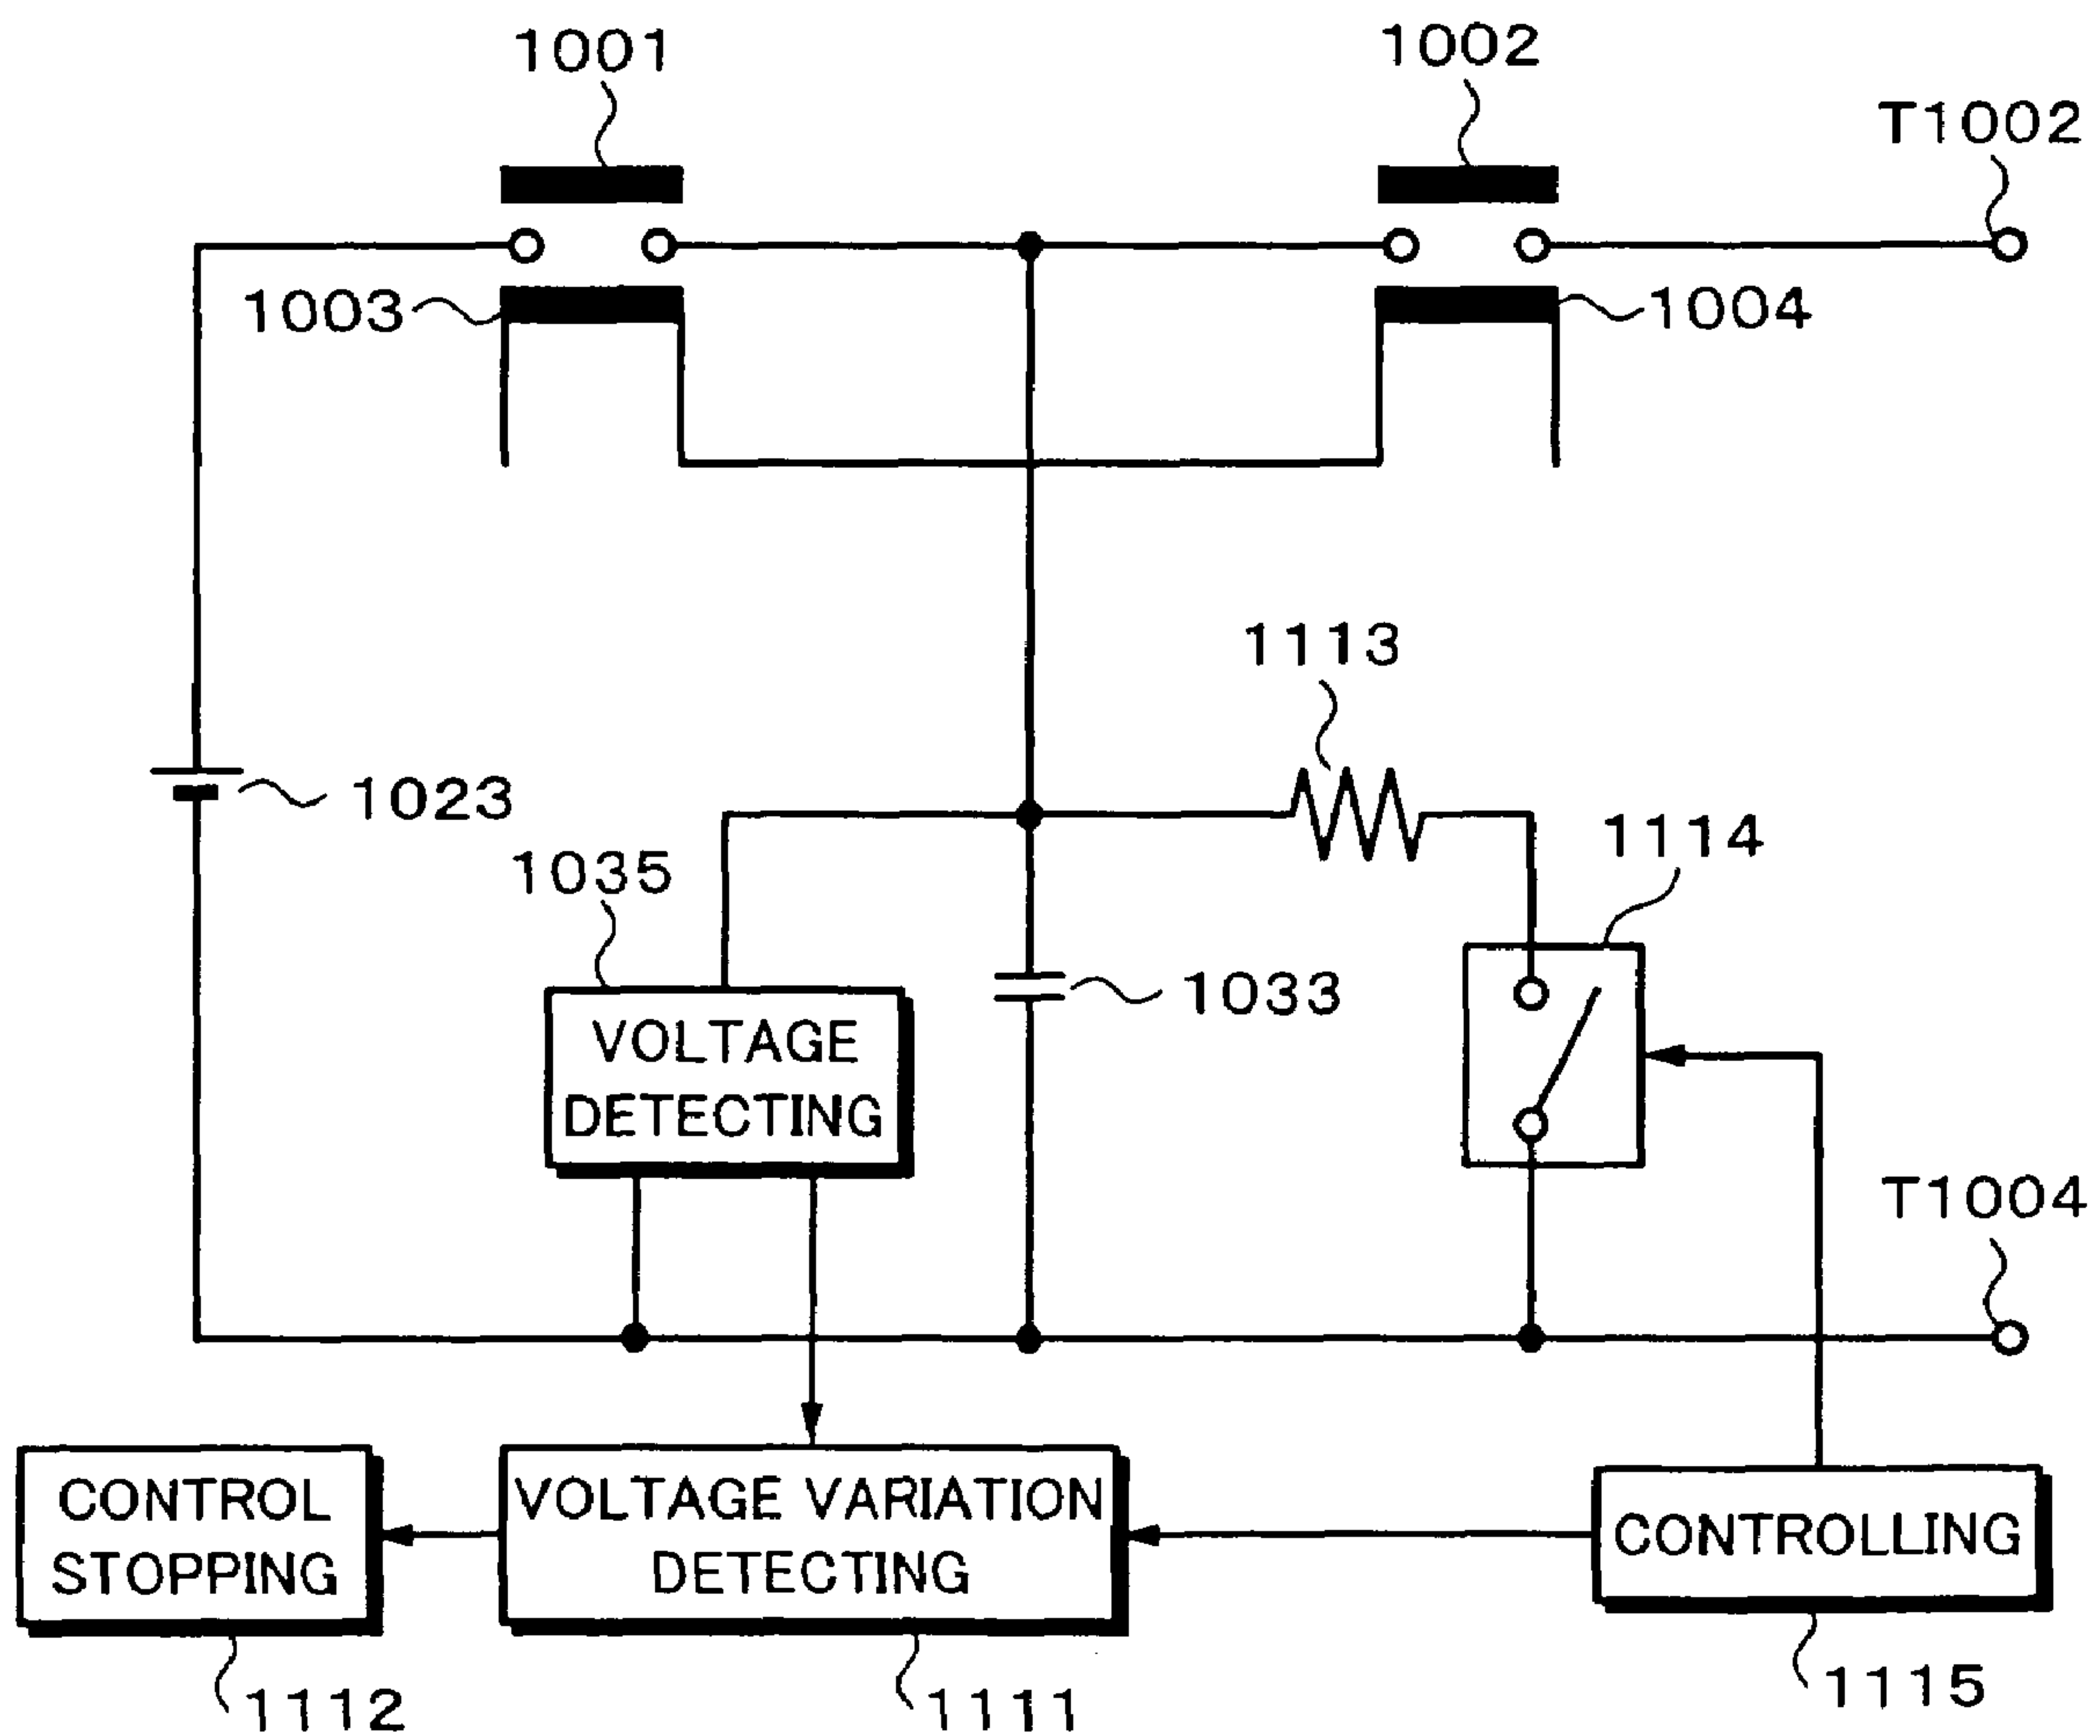 1001
1002
T1002
1003
1004
1113
1023
1114
1035
1033
VOLTAGE
DETECTING
T1004
CONTROL
STOPPING
VOLTAGE VARIATION
DETECTING
CONTROLLING
1112
1111
1115